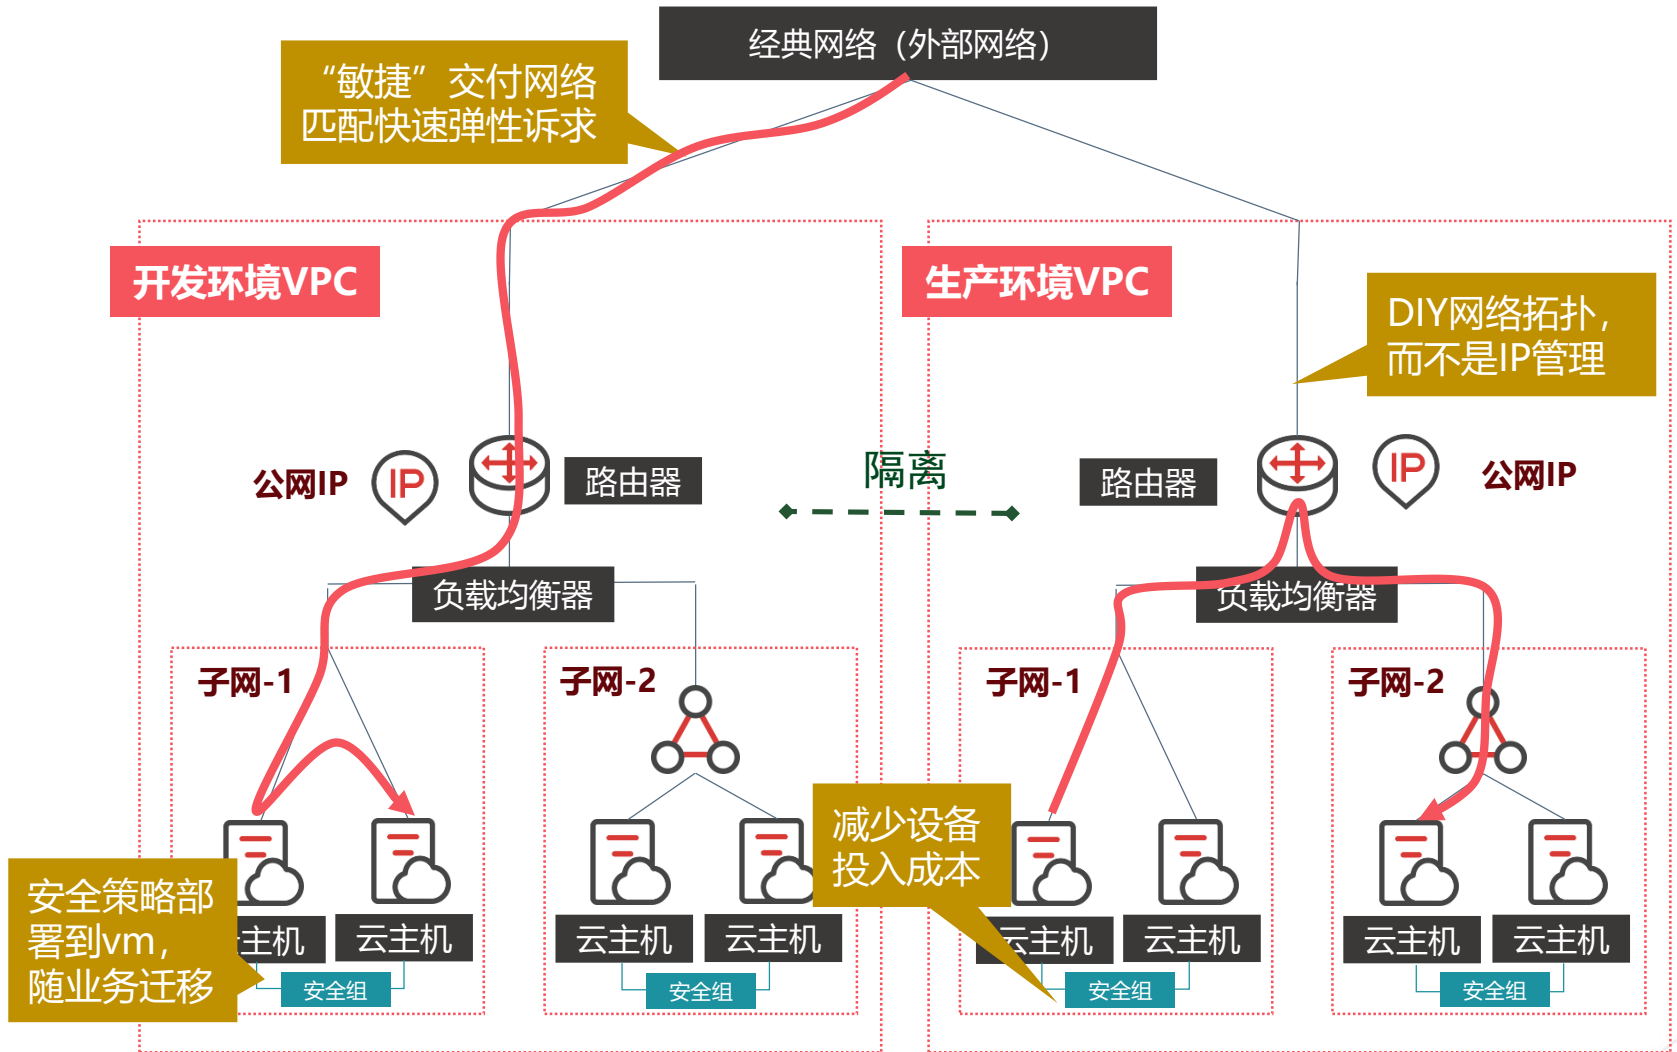 经典网络（外部网络）
“敏捷”交付网络
匹配快速弹性诉求
开发环境VPC
生产环境VPC
DIY网络拓扑，
而不是IP管理
公网IP
IP
路由器
隔离
路由器
IP
公网IP
负载均衡器
负载均衡器
子网-1
子网-2
子网-1
子网-2
减少设备
投入成本
安全策略部
署到vm，
随业务迁移
主机
云主机
云主机
云主机
云主机
云主机
云主机
云主机
安全组
安全组
安全组
安全组